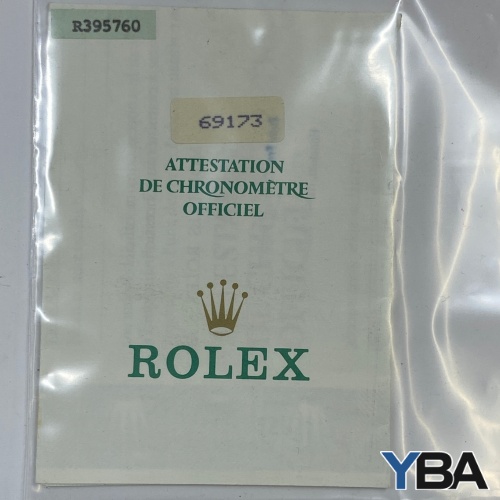 R395760
69173
ATTESTATION
DE CHRONOMÈTRE
OFFICIEL
ROLEX
YBA